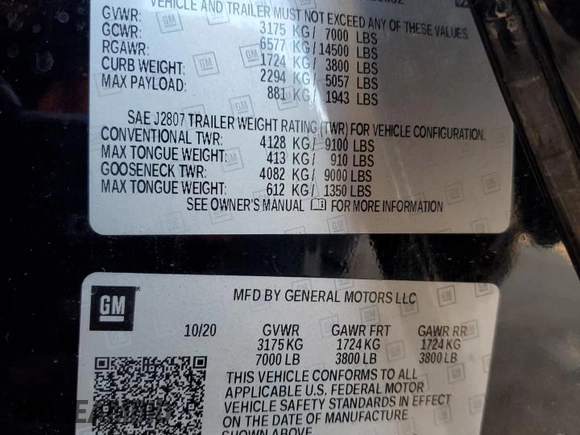 VEHICLE AND TRAILER MUST NOT EXCEED ANY OF THESE VALUES.
GVWR: 3175 KG/ 7000 LBS
GCWR: 6577 KG/ 14500 LBS
RGAWR: 1724 KG/ 3800 LBS
CURB WEIGHT: 2294 KG/ 5057 LBS
MAX PAYLOAD: 881 KG/ 1943 LBS
SAE J2807 TRAILER WEIGHT RATING (TWR) FOR VEHICLE CONFIGURATION:
CONVENTIONAL TWR: 4128 KG/ 9100 LBS
MAX TONGUE WEIGHT: 413 KG/ 910 LBS
GOOSENECK TWR: 4082 KG/ 9000 LBS
MAX TONGUE WEIGHT: 612 KG/ 1350 LBS
SEE OWNER'S MANUAL FOR MORE INFORMATION
GM
MFD BY GENERAL MOTORS LLC
10/20 GVWR GAWR FRT GAWR RR
3175 KG 1724 KG 1724 KG
7000 LB 3800 LB 3800 LB
THIS VEHICLE CONFORMS TO ALL
APPLICABLE U.S. FEDERAL MOTOR
VEHICLE SAFETY STANDARDS IN EFFECT
ON THE DATE OF MANUFACTURE
SHOWN ABOVE.